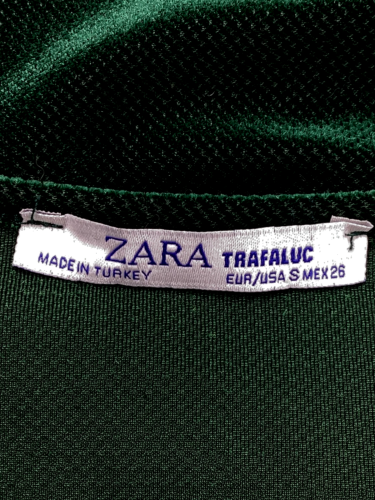 ZARA TRAFALUC
MADE IN TURKEY EUR/USA S MEX 26